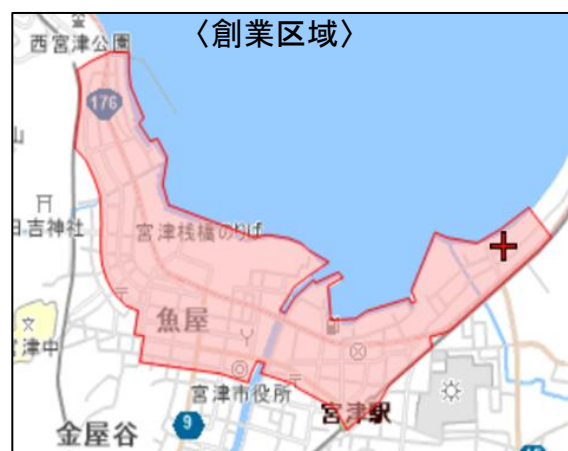 〈創業区域〉
西宮津公園
176
山
日吉神社
宮津桟橋のりば
魚屋
宮津中
宮津市役所
宮津駅
9
金屋谷